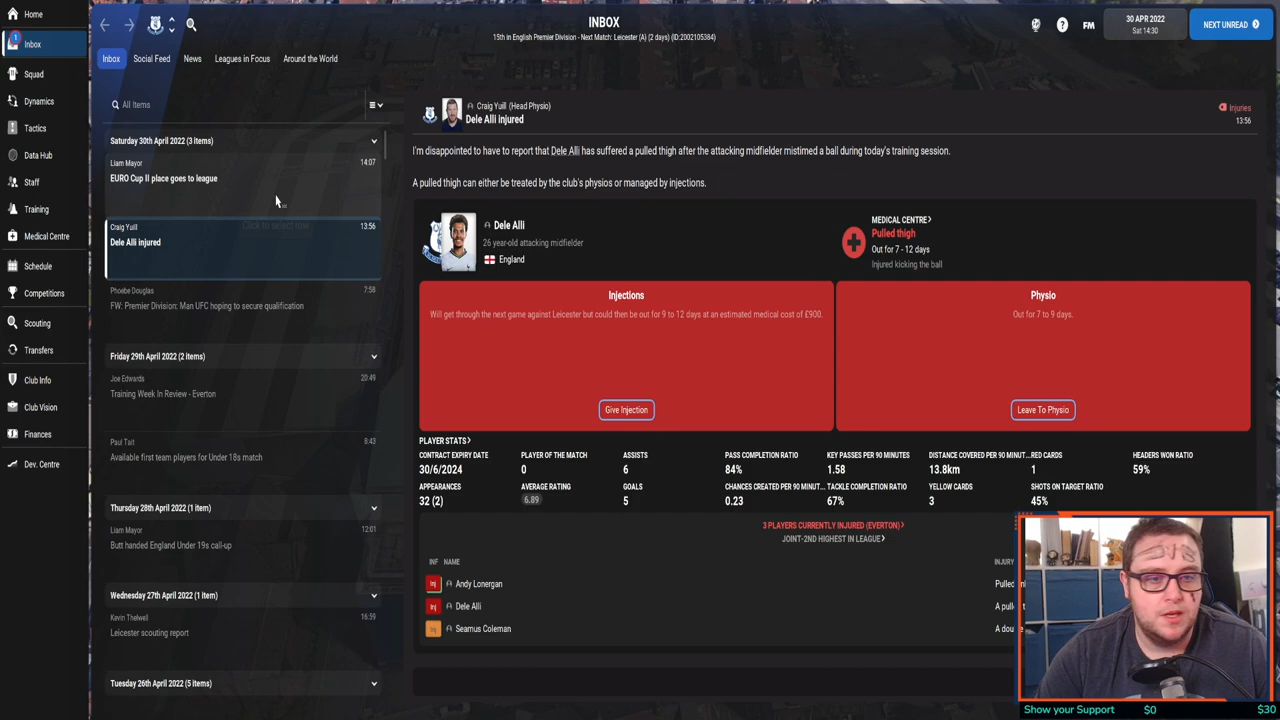 Home
INBOX
15th in English Premier Division - Next Match: Leicester (A) (2 days) (ID:2002105384)
FM
30 APR 2022
Sat 14:30
NEXT UNREAD
1
Inbox
Squad
Dynamics
Tactics
Data Hub
Staff
Training
Medical Centre
Schedule
Competitions
Scouting
Transfers
Club Info
Club Vision
Finances
Dev. Centre
Inbox
Social Feed
News
Leagues in Focus
Around the World
All Items
Saturday 30th April 2022 (3 items)
Liam Mayor
14:07
EURO Cup II place goes to league
Click to select row
Craig Yuill
13:56
Dele Alli injured
Phoebe Douglas
7:58
FW: Premier Division: Man UFC hoping to secure qualification
Friday 29th April 2022 (2 items)
Joe Edwards
20:49
Training Week In Review - Everton
Paul Tait
8:43
Available first team players for Under 18s match
Thursday 28th April 2022 (1 item)
Liam Mayor
12:01
Butt handed England Under 19s call-up
Wednesday 27th April 2022 (1 item)
Kevin Thelwell
16:59
Leicester scouting report
Tuesday 26th April 2022 (5 items)
Craig Yuill (Head Physio)
Dele Alli injured
Injuries
13:56
I'm disappointed to have to report that Dele Alli has suffered a pulled thigh after the attacking midfielder mistimed a ball during today's training session.
A pulled thigh can either be treated by the club's physios or managed by injections.
Dele Alli
26 year-old attacking midfielder
England
MEDICAL CENTRE
Pulled thigh
Out for 7 - 12 days
Injured kicking the ball
Injections
Will get through the next game against Leicester but could then be out for 9 to 12 days at an estimated medical cost of £900.
Give Injection
Physio
Out for 7 to 9 days.
Leave To Physio
PLAYER STATS
CONTRACT EXPIRY DATE
30/6/2024
PLAYER OF THE MATCH
0
ASSISTS
6
PASS COMPLETION RATIO
84%
KEY PASSES PER 90 MINUTES
1.58
DISTANCE COVERED PER 90 MINUT...
13.8km
RED CARDS
1
HEADERS WON RATIO
59%
APPEARANCES
32 (2)
AVERAGE RATING
6.89
GOALS
5
CHANCES CREATED PER 90 MINUT...
0.23
TACKLE COMPLETION RATIO
67%
YELLOW CARDS
3
SHOTS ON TARGET RATIO
45%
3 PLAYERS CURRENTLY INJURED (EVERTON)
JOINT-2ND HIGHEST IN LEAGUE
INF
NAME
INJURY
Inj
Andy Lonergan
Pulled
Inj
Dele Alli
A pul
Inj
Seamus Coleman
A dou
Show your Support
$0
$30